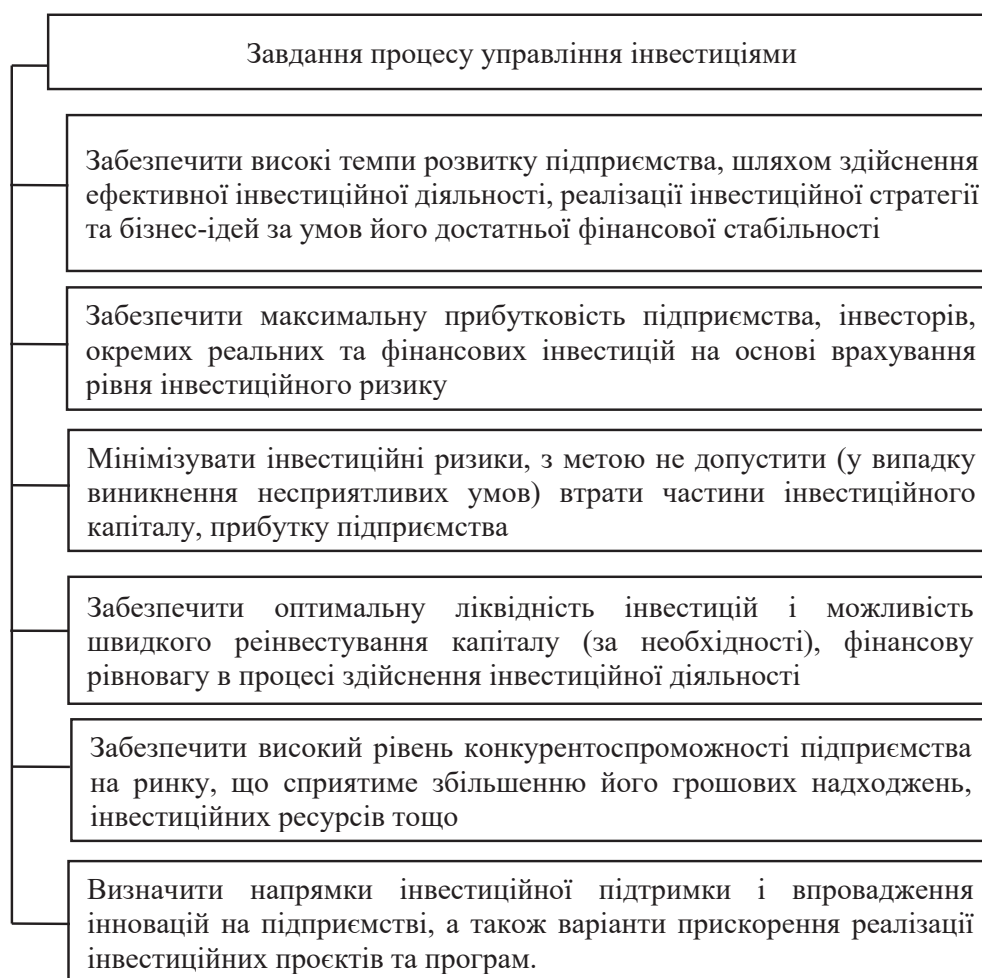 Завдання процесу управління інвестиціями
Забезпечити високі темпи розвитку підприємства, шляхом здійснення
ефективної інвестиційної діяльності, реалізації інвестиційної стратегії
та бізнес-ідей за умов його достатньої фінансової стабільності
Забезпечити максимальну прибутковість підприємства, інвесторів,
окремих реальних та фінансових інвестицій на основі врахування
рівня інвестиційного ризику
Мінімізувати інвестиційні ризики, з метою не допустити (у випадку
виникнення несприятливих умов) втрати частини інвестиційного
капіталу, прибутку підприємства
Забезпечити оптимальну ліквідність інвестицій і можливість
швидкого реінвестування капіталу (за необхідності), фінансову
рівновагу в процесі здійснення інвестиційної діяльності
Забезпечити високий рівень конкурентоспроможності підприємства
на ринку, що сприятиме збільшенню його грошових надходжень,
інвестиційних ресурсів тощо
Визначити напрямки інвестиційної підтримки і впровадження
інновацій на підприємстві, а також варіанти прискорення реалізації
інвестиційних проєктів та програм.